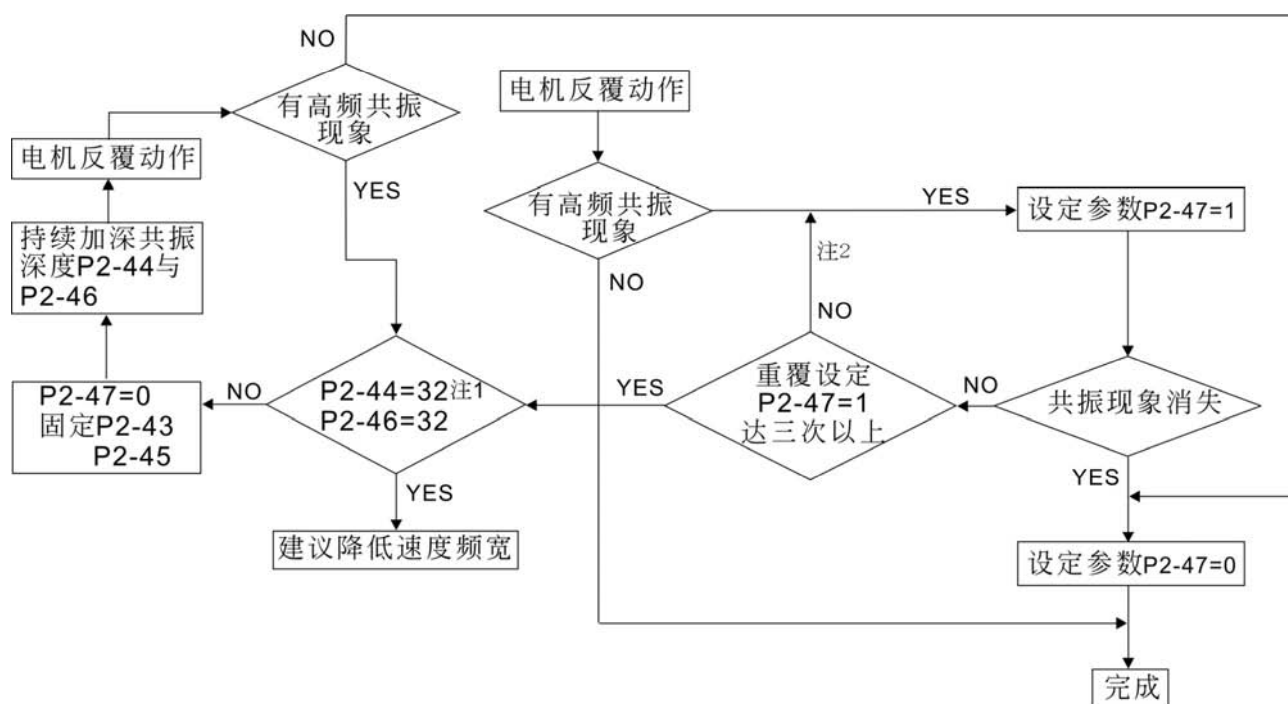 NO
有高频共振
现象
电机反覆动作
YES
持续加深共振
深度P2-44与
P2-46
P2-47=0
固定P2-43
P2-45
NO
P2-44=32注1
P2-46=32
YES
建议降低速度频宽
电机反覆动作
有高频共振
现象
YES
设定参数P2-47=1
NO
注2
NO
重覆设定
P2-47=1
达三次以上
YES
NO
共振现象消失
YES
设定参数P2-47=0
完成